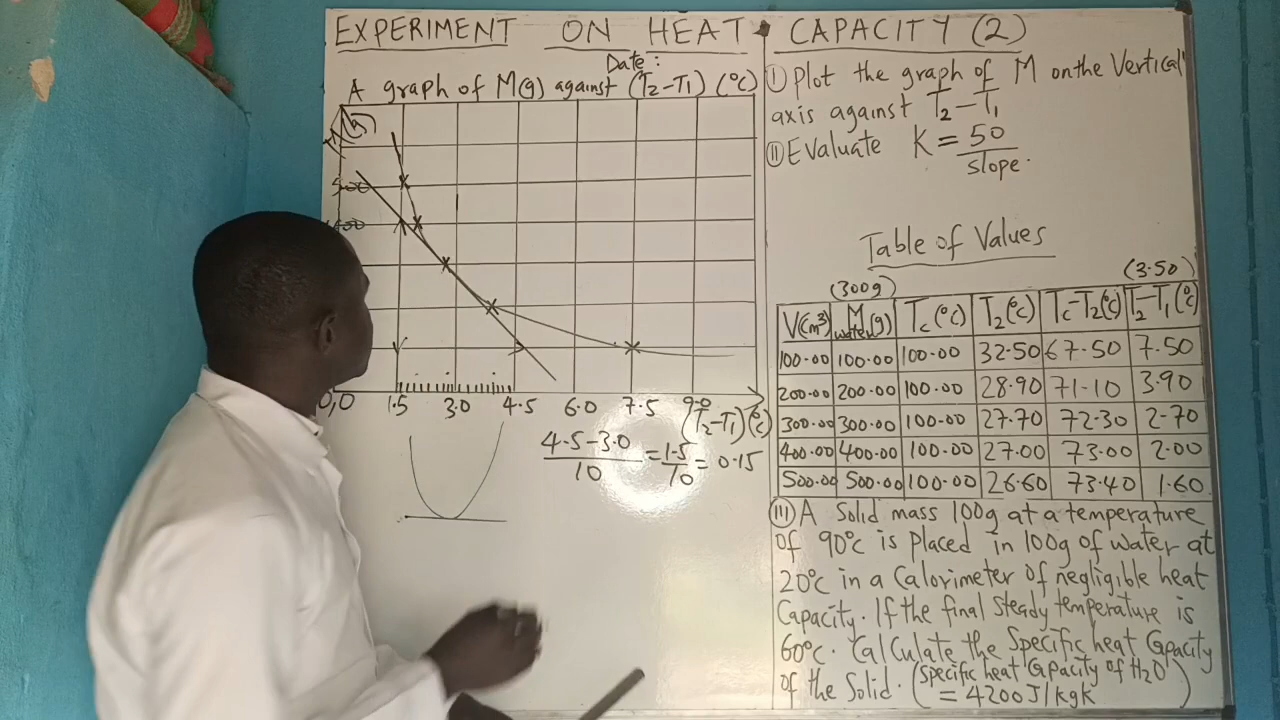 EXPERIMENT ON HEAT CAPACITY (2)
Date:
A graph of M(g) against (T2-T1) (°C)
(g)
500
400
0,0 1.5 3.0 4.5 6.0 7.5 9.0
(T2-T1)(°C)
4.5-3.0/10 = 1.5/10 = 0.15
(I) Plot the graph of M on the Vertical
axis against T2-T1
(II) Evaluate K = 50/slope.
Table of Values
(300g) (3.50)
V(cm³) M water(g) Tc(°C) T2(°C) Tc-T2(°C) T2-T1(°C)
100.00 100.00 100.00 32.50 67.50 7.50
200.00 200.00 100.00 28.90 71.10 3.90
300.00 300.00 100.00 27.70 72.30 2.70
400.00 400.00 100.00 27.00 73.00 2.00
500.00 500.00 100.00 26.60 73.40 1.60
(III) A Solid mass 100g at a temperature
of 90°c is placed in 100g of water at
20°c in a Calorimeter of negligible heat
Capacity. If the final Steady temperature is
60°c. Calculate the Specific heat Capacity
of the Solid. (Specific heat Capacity of H2O
= 4200J/kgk)